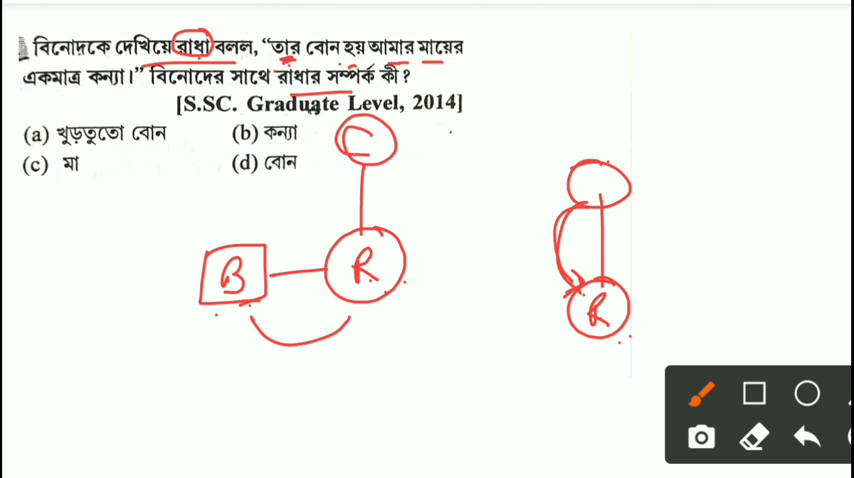 বিনোদকে দেখিয়ে রাধা বলল, “তার বোন হয় আমার মায়ের
একমাত্র কন্যা।” বিনোদের সাথে রাধার সম্পর্ক কী ?
[S.SC. Graduate Level, 2014]
(a) খুড়তুতো বোন (b) কন্যা
(c) মা (d) বোন
B R
R